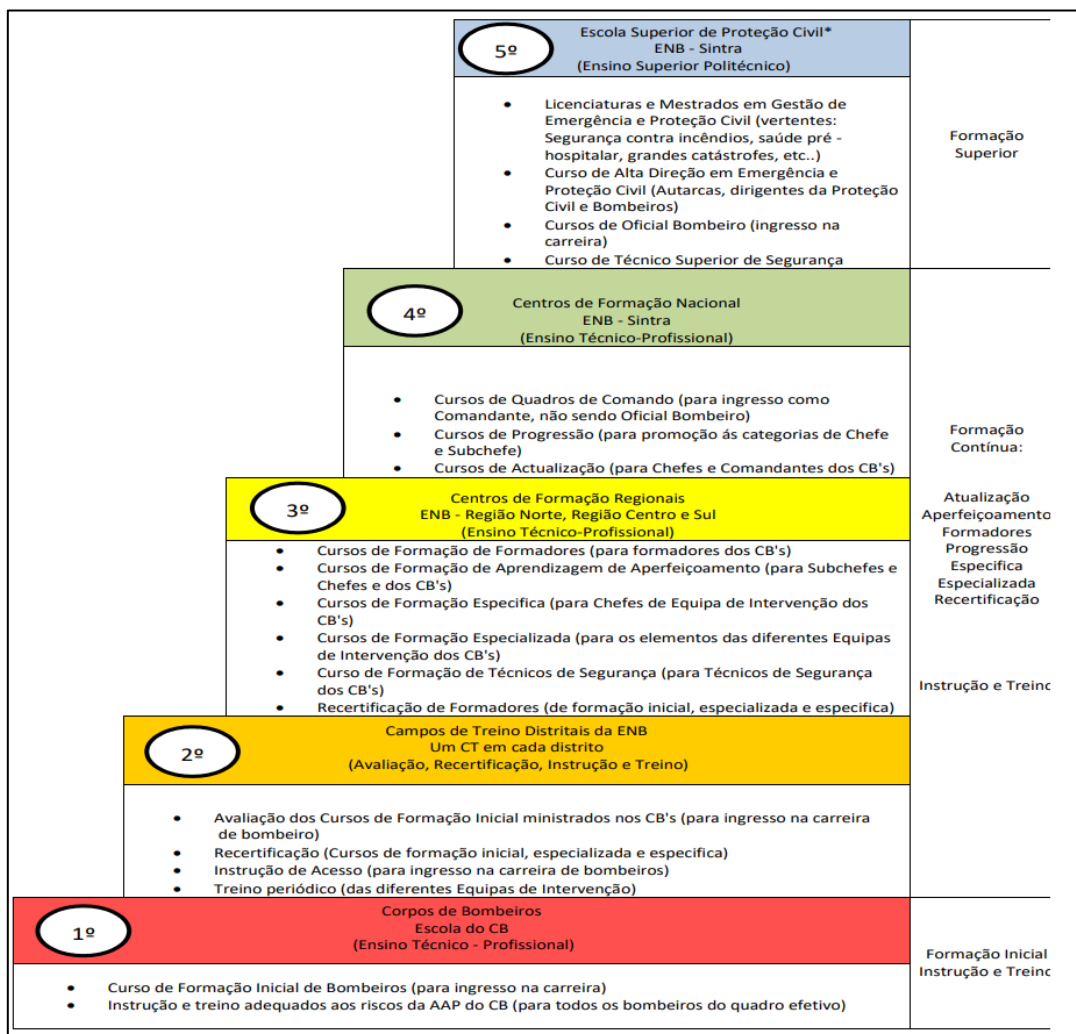 5º
Escola Superior de Proteção Civil*
ENB - Sintra
(Ensino Superior Politécnico)
• Licenciaturas e Mestrados em Gestão de
Emergência e Proteção Civil (vertentes:
Segurança contra incêndios, saúde pré -
hospitalar, grandes catástrofes, etc..)
• Curso de Alta Direção em Emergência e
Proteção Civil (Autarcas, dirigentes da Proteção
Civil e Bombeiros)
• Cursos de Oficial Bombeiro (ingresso na
carreira)
• Curso de Técnico Superior de Segurança
Formação
Superior
4º
Centros de Formação Nacional
ENB - Sintra
(Ensino Técnico-Profissional)
• Cursos de Quadros de Comando (para ingresso como
Comandante, não sendo Oficial Bombeiro)
• Cursos de Progressão (para promoção ás categorias de Chefe
e Subchefe)
• Cursos de Actualização (para Chefes e Comandantes dos CB's)
Formação
Contínua:
Atualização
Aperfeiçoamento
Formadores
Progressão
Especifica
Especializada
Recertificação
Instrução e Treino
3º
Centros de Formação Regionais
ENB - Região Norte, Região Centro e Sul
(Ensino Técnico-Profissional)
• Cursos de Formação de Formadores (para formadores dos CB's)
• Cursos de Formação de Aprendizagem de Aperfeiçoamento (para Subchefes e
Chefes e dos CB's)
• Cursos de Formação Especifica (para Chefes de Equipa de Intervenção dos
CB's)
• Cursos de Formação Especializada (para os elementos das diferentes Equipas
de Intervenção dos CB's)
• Curso de Formação de Técnicos de Segurança (para Técnicos de Segurança
dos CB's)
• Recertificação de Formadores (de formação inicial, especializada e especifica)
2º
Campos de Treino Distritais da ENB
Um CT em cada distrito
(Avaliação, Recertificação, Instrução e Treino)
• Avaliação dos Cursos de Formação Inicial ministrados nos CB's (para ingresso na carreira
de bombeiro)
• Recertificação (Cursos de formação inicial, especializada e especifica)
• Instrução de Acesso (para ingresso na carreira de bombeiros)
• Treino periódico (das diferentes Equipas de Intervenção)
1º
Corpos de Bombeiros
Escola do CB
(Ensino Técnico - Profissional)
• Curso de Formação Inicial de Bombeiros (para ingresso na carreira)
• Instrução e treino adequados aos riscos da AAP do CB (para todos os bombeiros do quadro efetivo)
Formação Inicial
Instrução e Treino